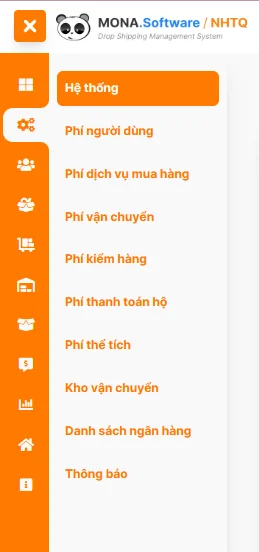 MONA.Software / NHTQ
Drop Shipping Management System
Hệ thống
Phí người dùng
Phí dịch vụ mua hàng
Phí vận chuyển
Phí kiểm hàng
Phí thanh toán hộ
Phí thể tích
Kho vận chuyển
Danh sách ngân hàng
Thông báo